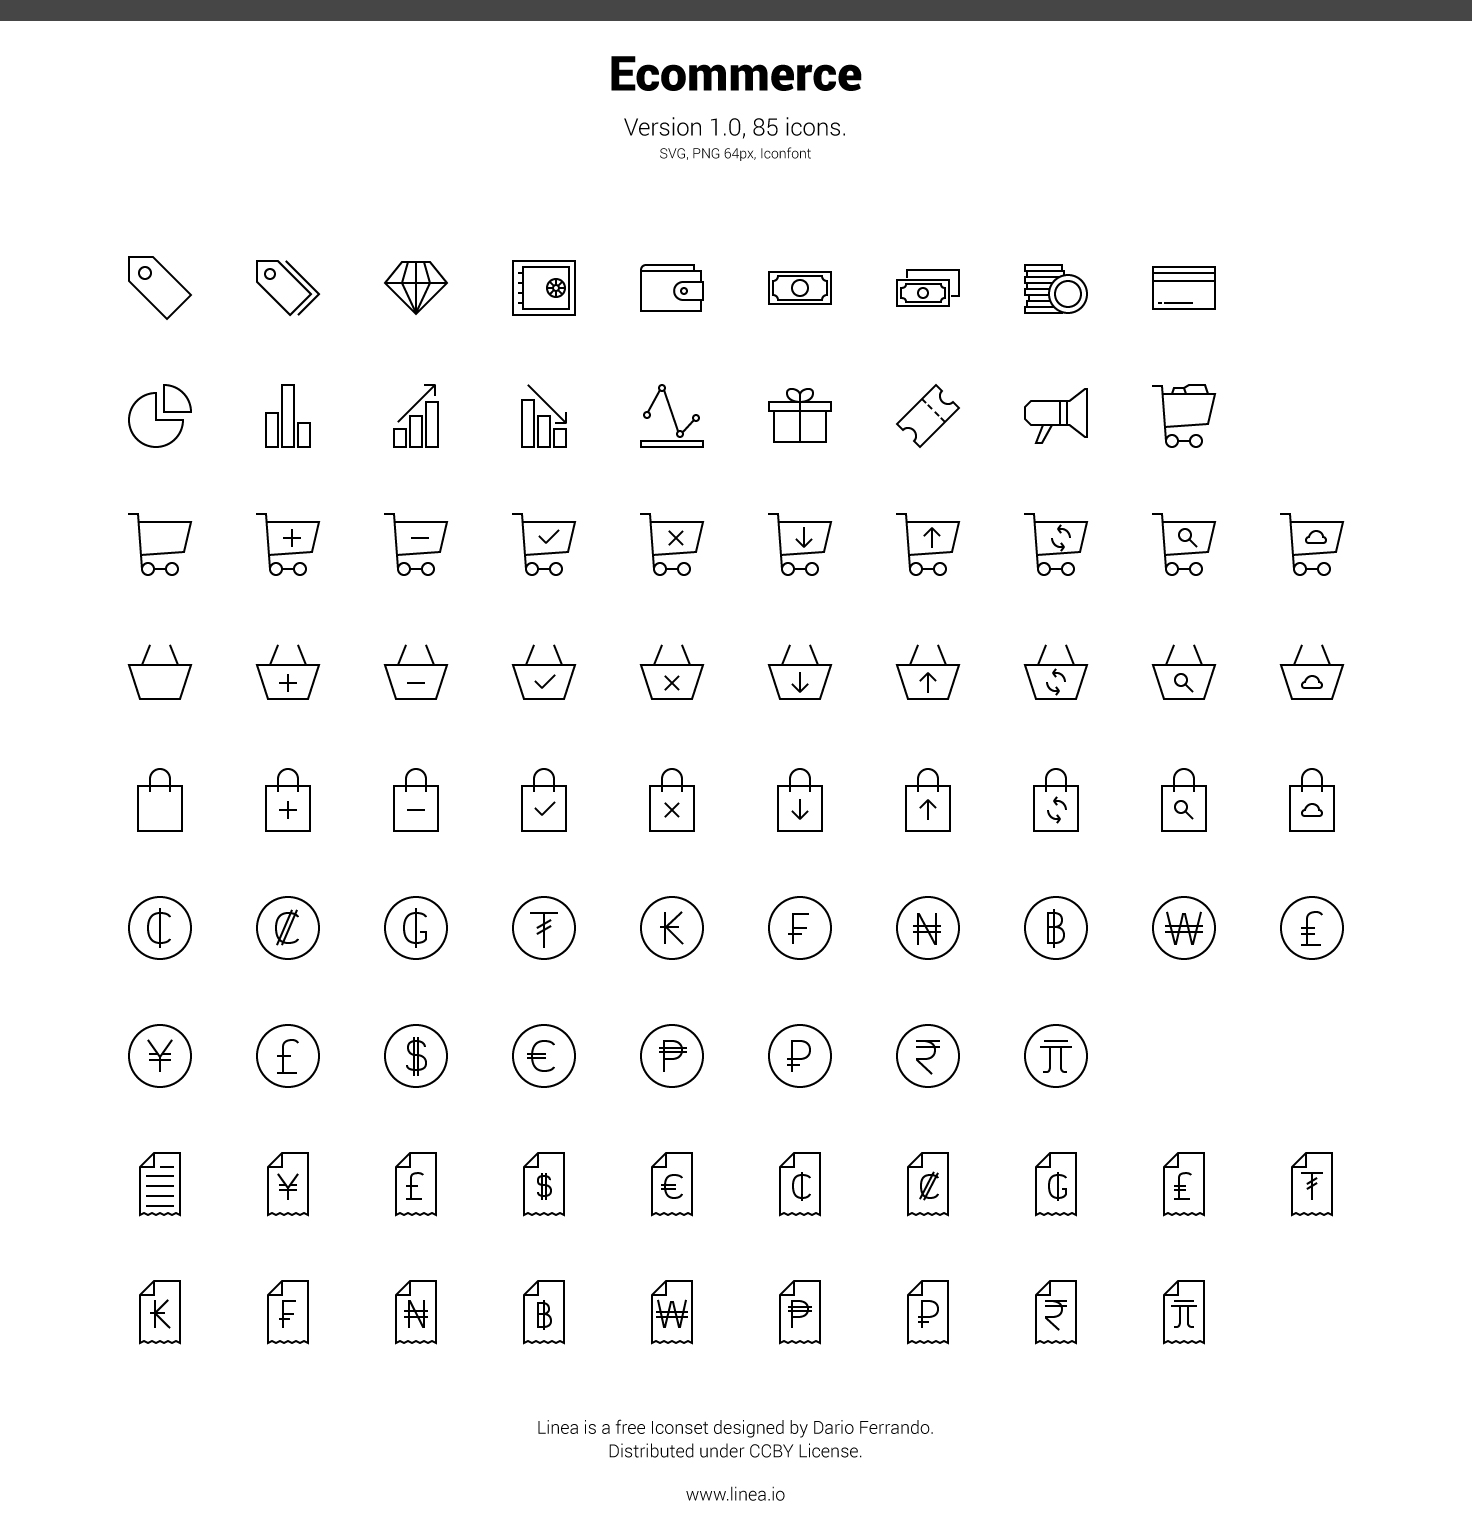 Ecommerce
Version 1.0, 85 icons.
SVG, PNG 64px, Iconfont
₵ ₡ ₲ ₮ ₭ ₣ ₦ B ₩ ₤
¥ £ $ € ₱ ₽ ₹
¥ £ $ € ₵ ₡ ₲ ₤ ₮
₭ ₣ ₦ B ₩ ₱ ₽ ₹
Linea is a free Iconset designed by Dario Ferrando.
Distributed under CCBY License.
www.linea.io